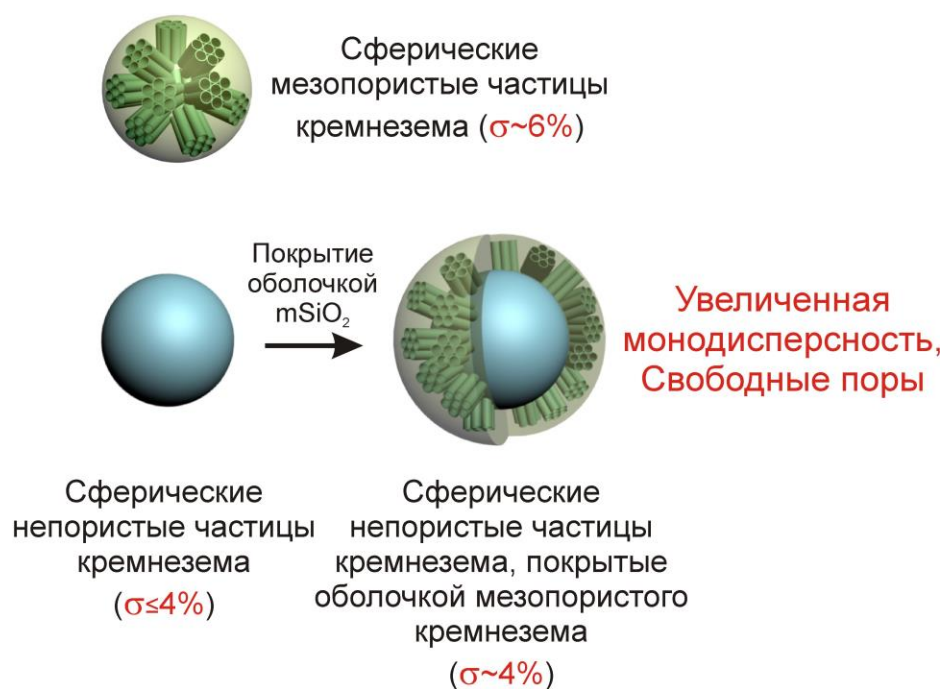 Сферические
мезопористые частицы
кремнезема (σ~6%)
Покрытие
оболочкой
mSiO₂
Увеличенная
монодисперсность,
Свободные поры
Сферические
непористые частицы
кремнезема
(σ≤4%)
Сферические
непористые частицы
кремнезема, покрытые
оболочкой мезопористого
кремнезема
(σ~4%)